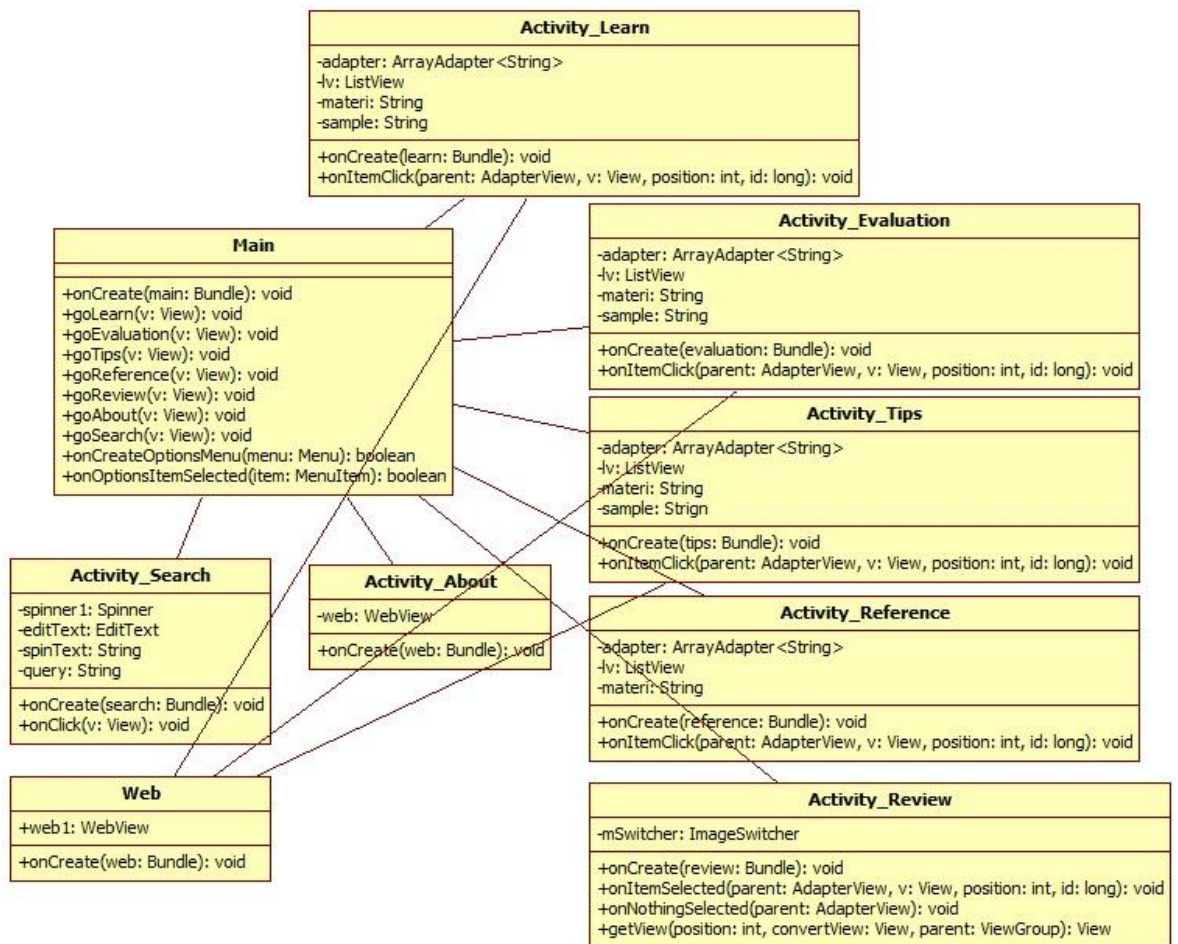 Activity_Learn
-adapter: ArrayAdapter<String>
-lv: ListView
-materi: String
-sample: String
+onCreate(learn: Bundle): void
+onItemClick(parent: AdapterView, v: View, position: int, id: long): void
Main
+onCreate(main: Bundle): void
+goLearn(v: View): void
+goEvaluation(v: View): void
+goTips(v: View): void
+goReference(v: View): void
+goReview(v: View): void
+goAbout(v: View): void
+goSearch(v: View): void
+onCreateOptionsMenu(menu: Menu): boolean
+onOptionsItemSelected(item: MenuItem): boolean
Activity_Evaluation
-adapter: ArrayAdapter<String>
-lv: ListView
-materi: String
-sample: String
+onCreate(evaluation: Bundle): void
+onItemClick(parent: AdapterView, v: View, position: int, id: long): void
Activity_Tips
-adapter: ArrayAdapter<String>
-lv: ListView
-materi: String
-sample: Strign
+onCreate(tips: Bundle): void
+onItemClick(parent: AdapterView, v: View, position: int, id: long): void
Activity_Search
-spinner1: Spinner
-editText: EditText
-spinText: String
-query: String
+onCreate(search: Bundle): void
+onClick(v: View): void
Activity_About
-web: WebView
+onCreate(web: Bundle): void
Activity_Reference
-adapter: ArrayAdapter<String>
-lv: ListView
-materi: String
+onCreate(reference: Bundle): void
+onItemClick(parent: AdapterView, v: View, position: int, id: long): void
Web
+web1: WebView
+onCreate(web: Bundle): void
Activity_Review
-mSwitcher: ImageSwitcher
+onCreate(review: Bundle): void
+onItemSelected(parent: AdapterView, v: View, position: int, id: long): void
+onNothingSelected(parent: AdapterView): void
+getView(position: int, convertView: View, parent: ViewGroup): View